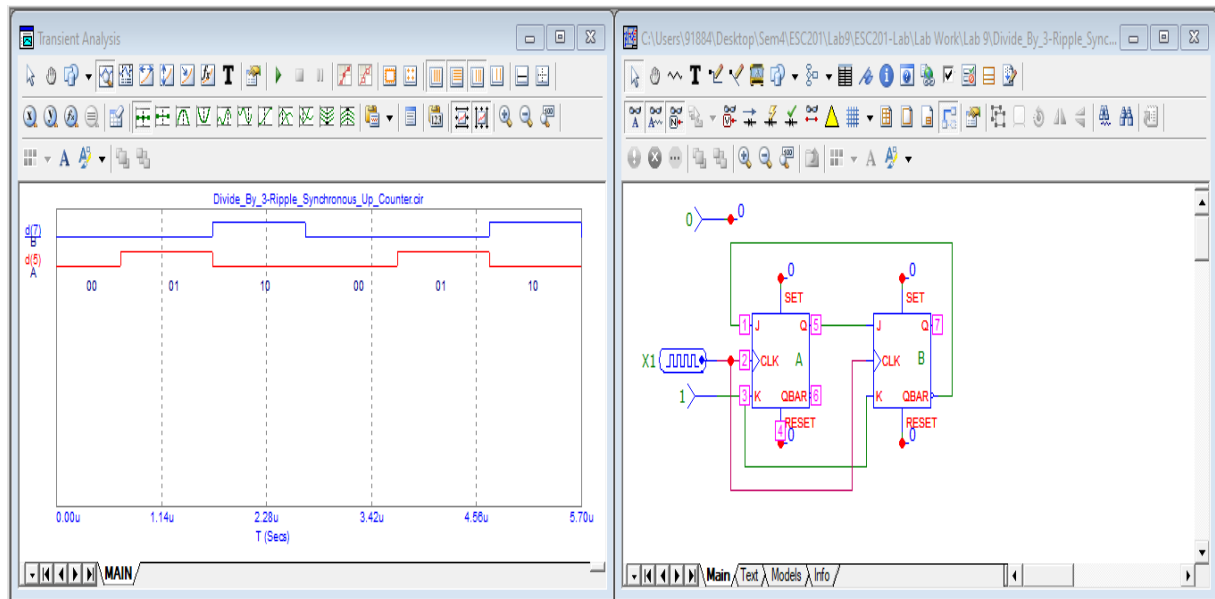 Transient Analysis
T
X X
A
123
100
A
Divide_By_3-Ripple_Synchronous_Up_Counter.cir
d(7)
B
d(5)
A
00 01 10 00 01 10
0.00u 1.14u 2.28u 3.42u 4.56u 5.70u
T (Secs)
MAIN
C:\Users\91884\Desktop\Sem4\ESC201\Lab9\ESC201-Lab\Lab Work\Lab 9\Divide_By_3-Ripple_Sync...
T
100
A
0 0
0 0
SET SET
1 J Q 5 J Q 7
X1 2 CLK A CLK B
1 3 K QBAR 6 K QBAR
RESET RESET
4 0 0
Main Text Models Info